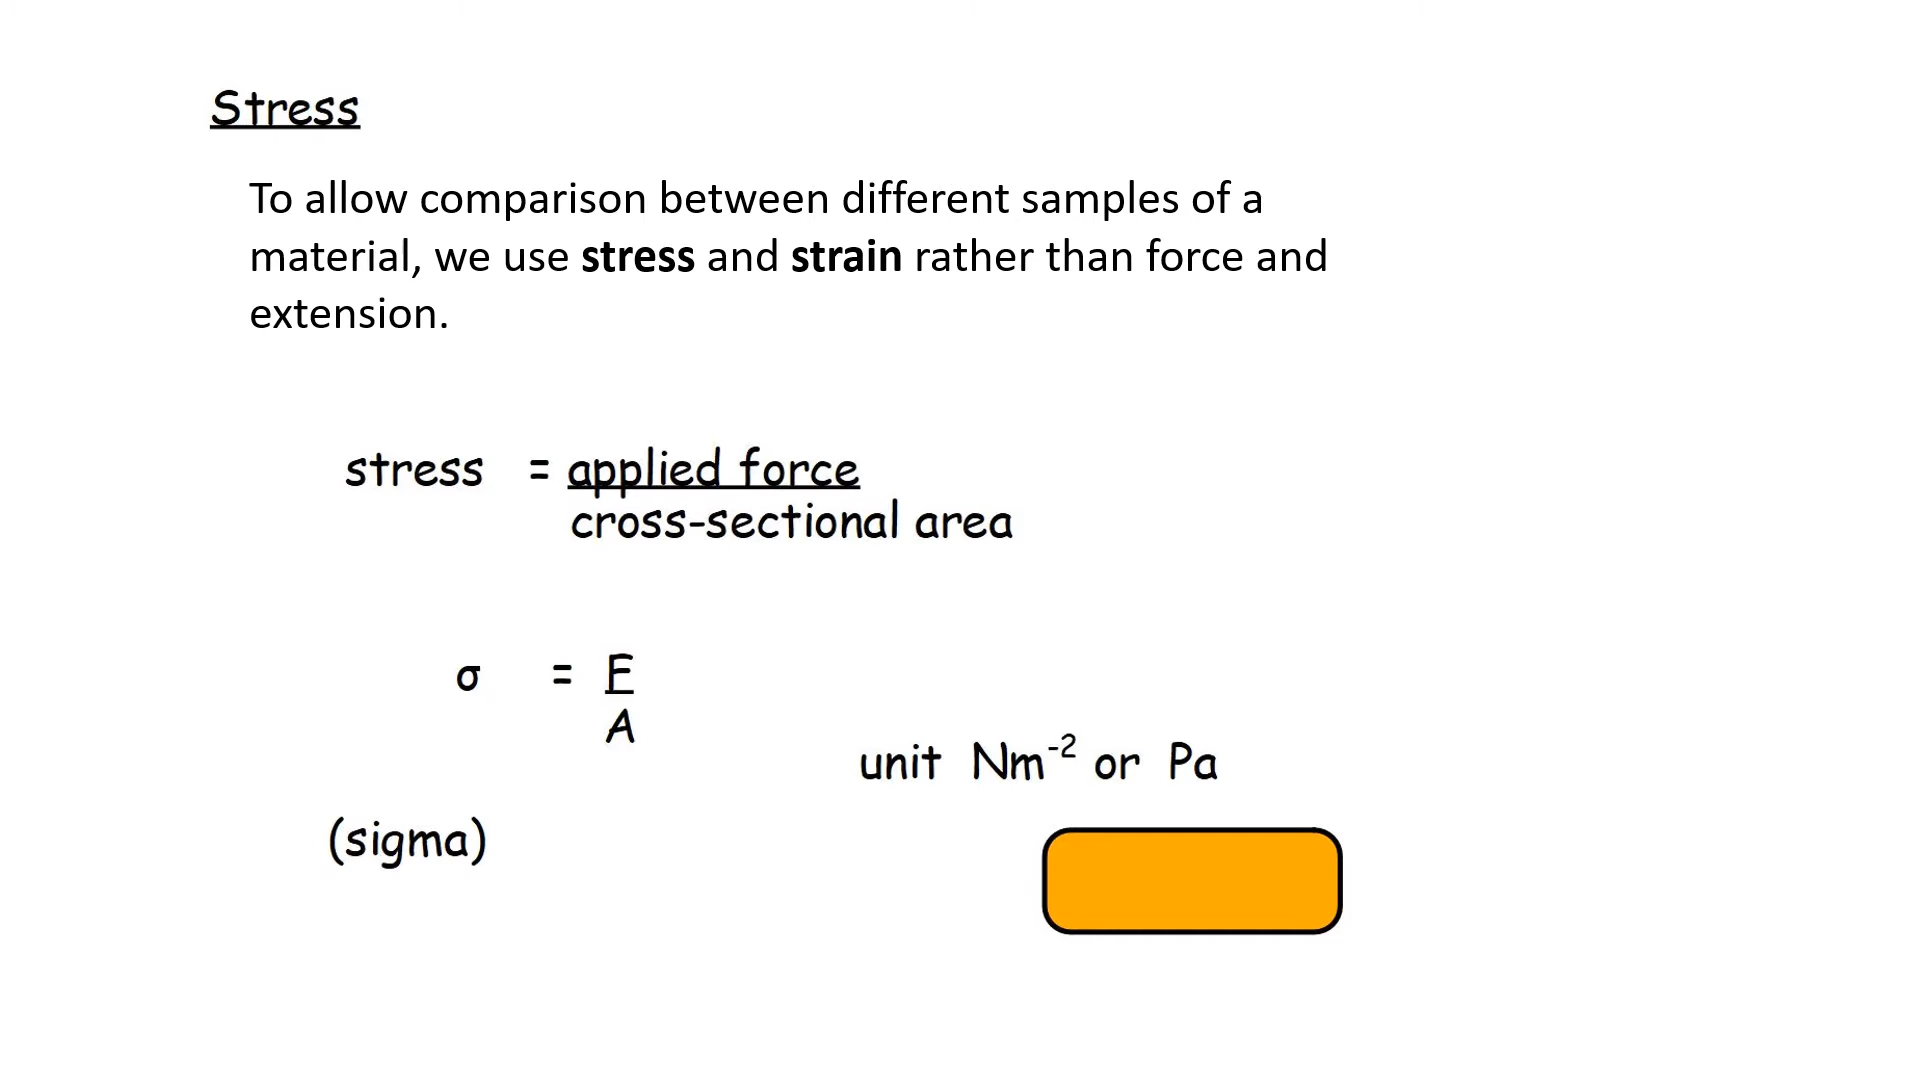 Stress
To allow comparison between different samples of a
material, we use stress and strain rather than force and
extension.
stress = applied force
cross-sectional area
σ = F
A
unit Nm⁻² or Pa
(sigma)